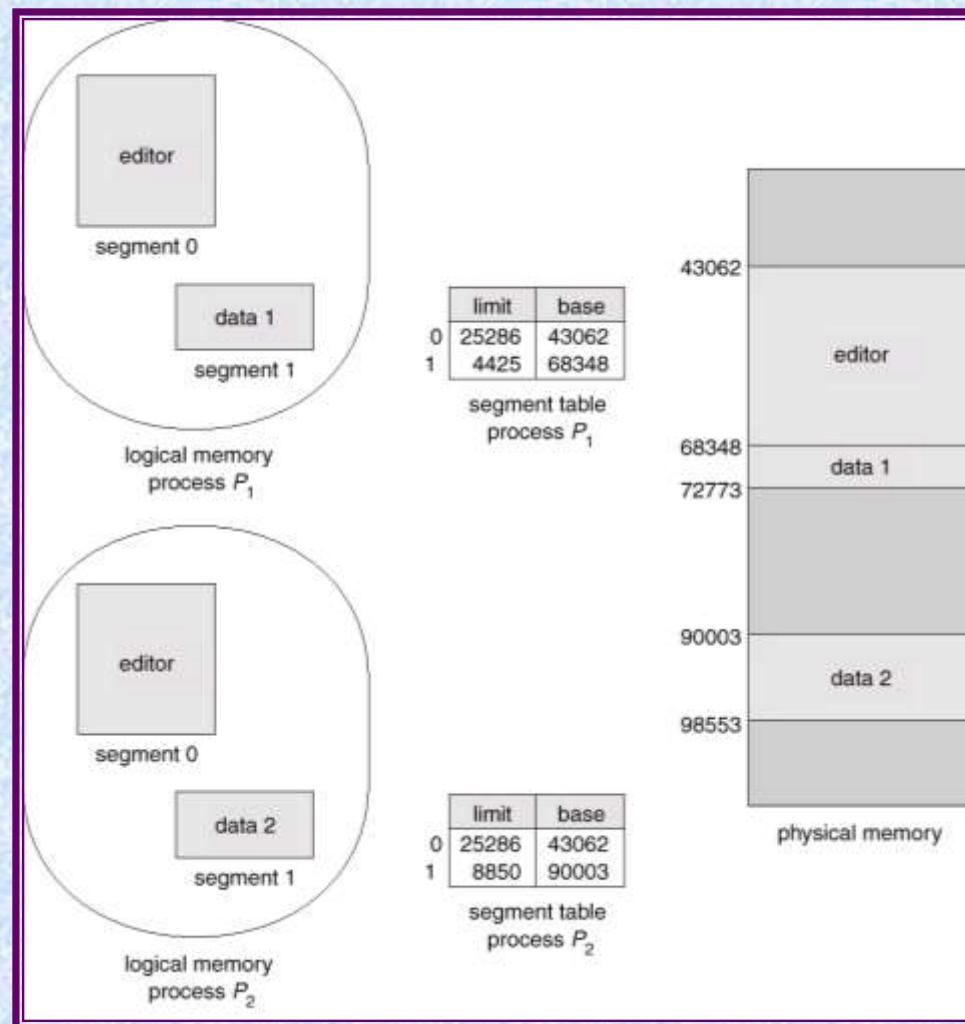 editor
segment 0
data 1
segment 1
logical memory
process P1
limit base
0 25286 43062
1 4425 68348
segment table
process P1
editor
segment 0
data 2
segment 1
logical memory
process P2
limit base
0 25286 43062
1 8850 90003
segment table
process P2
43062
editor
68348
data 1
72773
90003
data 2
98553
physical memory